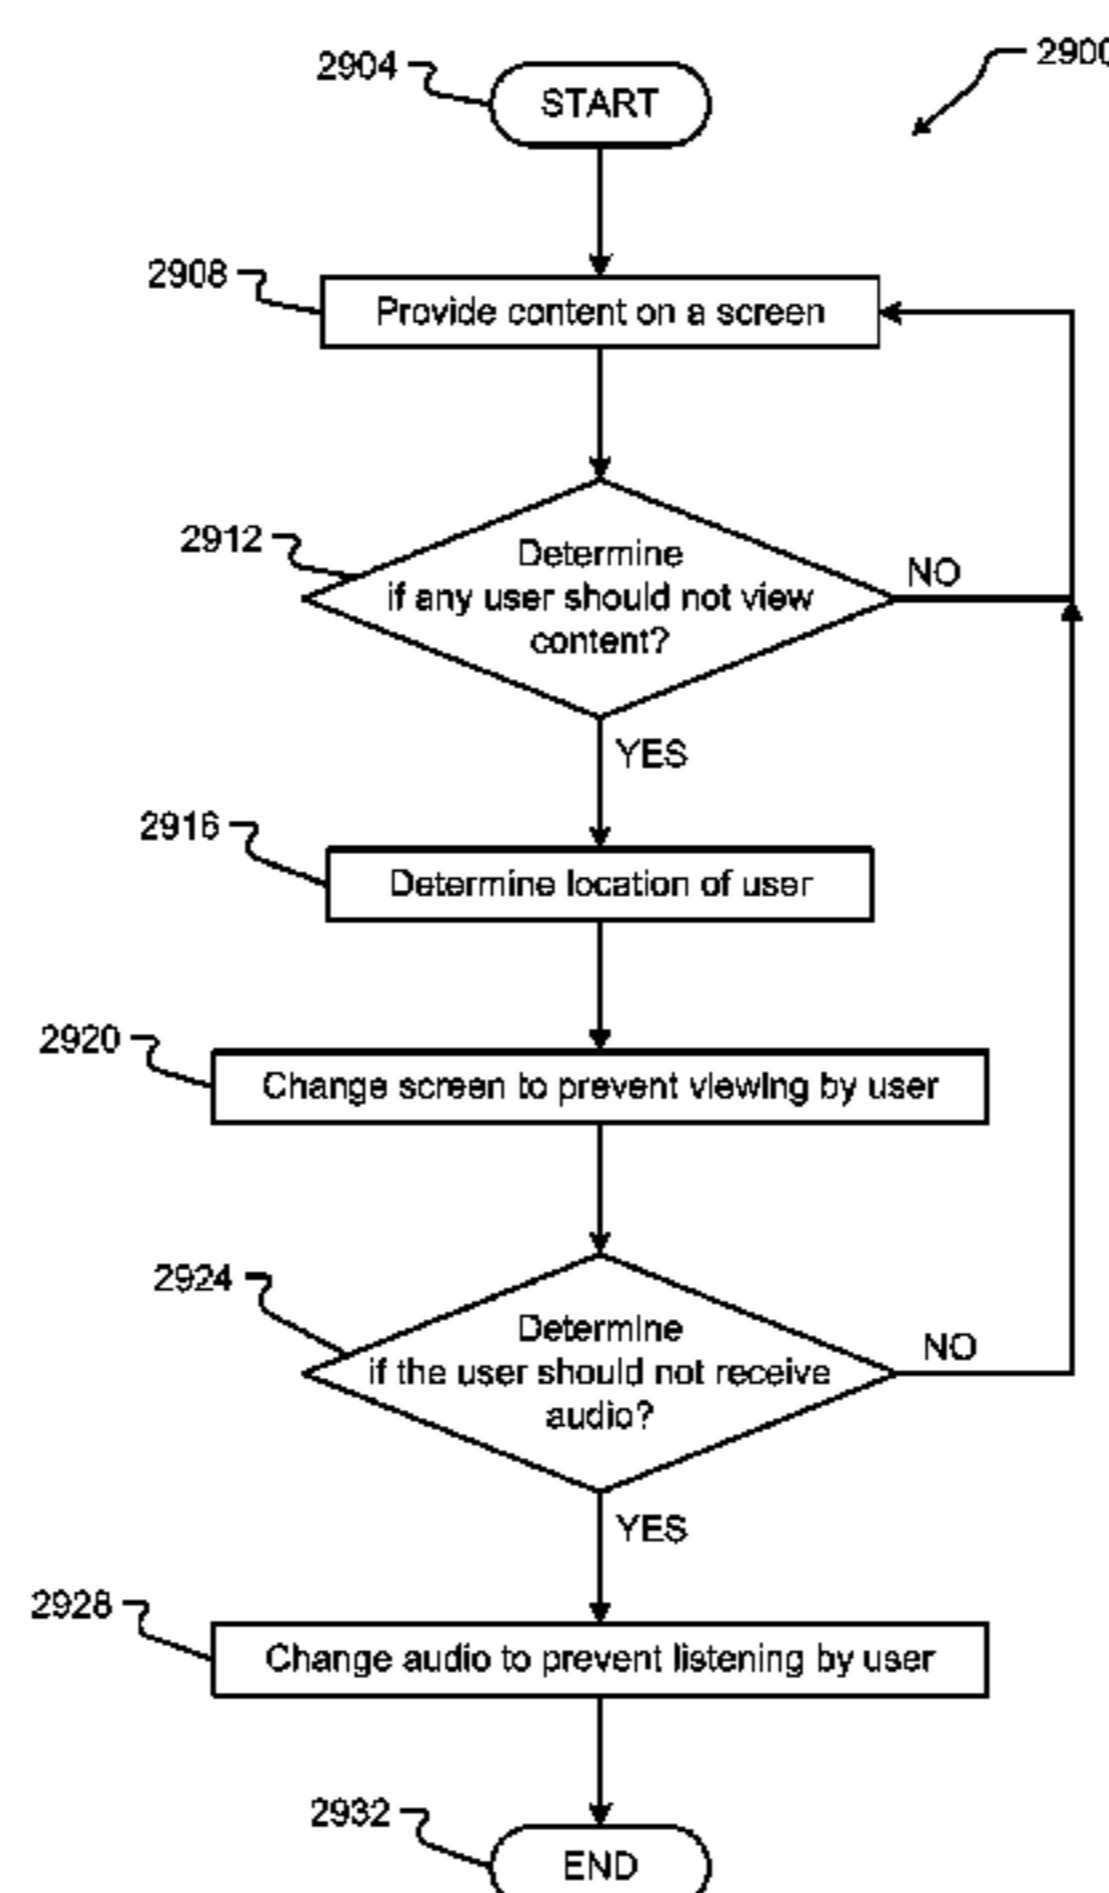 2900
2904
START
2908
Provide content on a screen
2912
Determine
if any user should not view
content?
NO
YES
2916
Determine location of user
2920
Change screen to prevent viewing by user
2924
Determine
if the user should not receive
audio?
NO
YES
2928
Change audio to prevent listening by user
2932
END